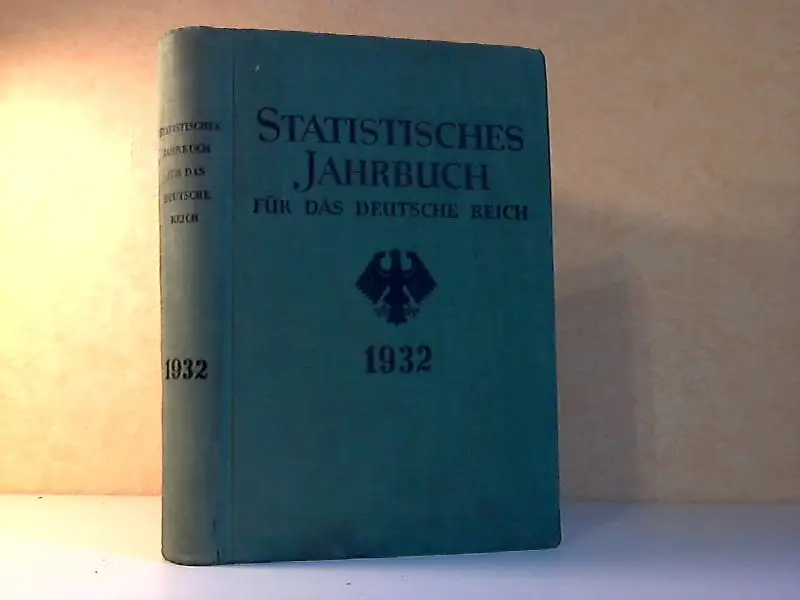 STATISTISCHES
JAHRBUCH
FÜR DAS
DEUTSCHE
REICH
1932
STATISTISCHES
JAHRBUCH
FÜR DAS DEUTSCHE REICH
1932